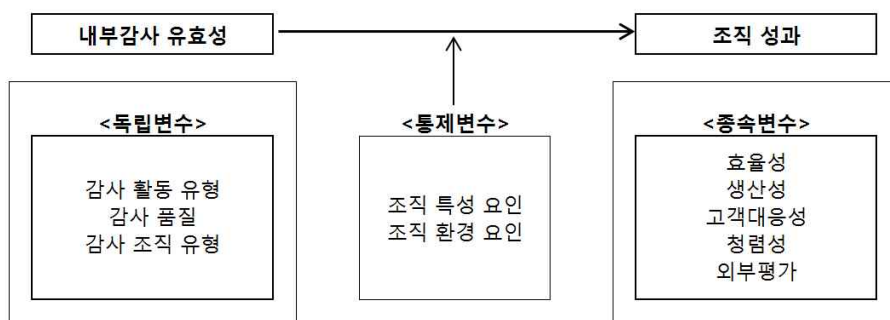 내부감사 유효성
조직 성과
<독립변수>
감사 활동 유형
감사 품질
감사 조직 유형
<통제변수>
조직 특성 요인
조직 환경 요인
<종속변수>
효율성
생산성
고객대응성
청렴성
외부평가